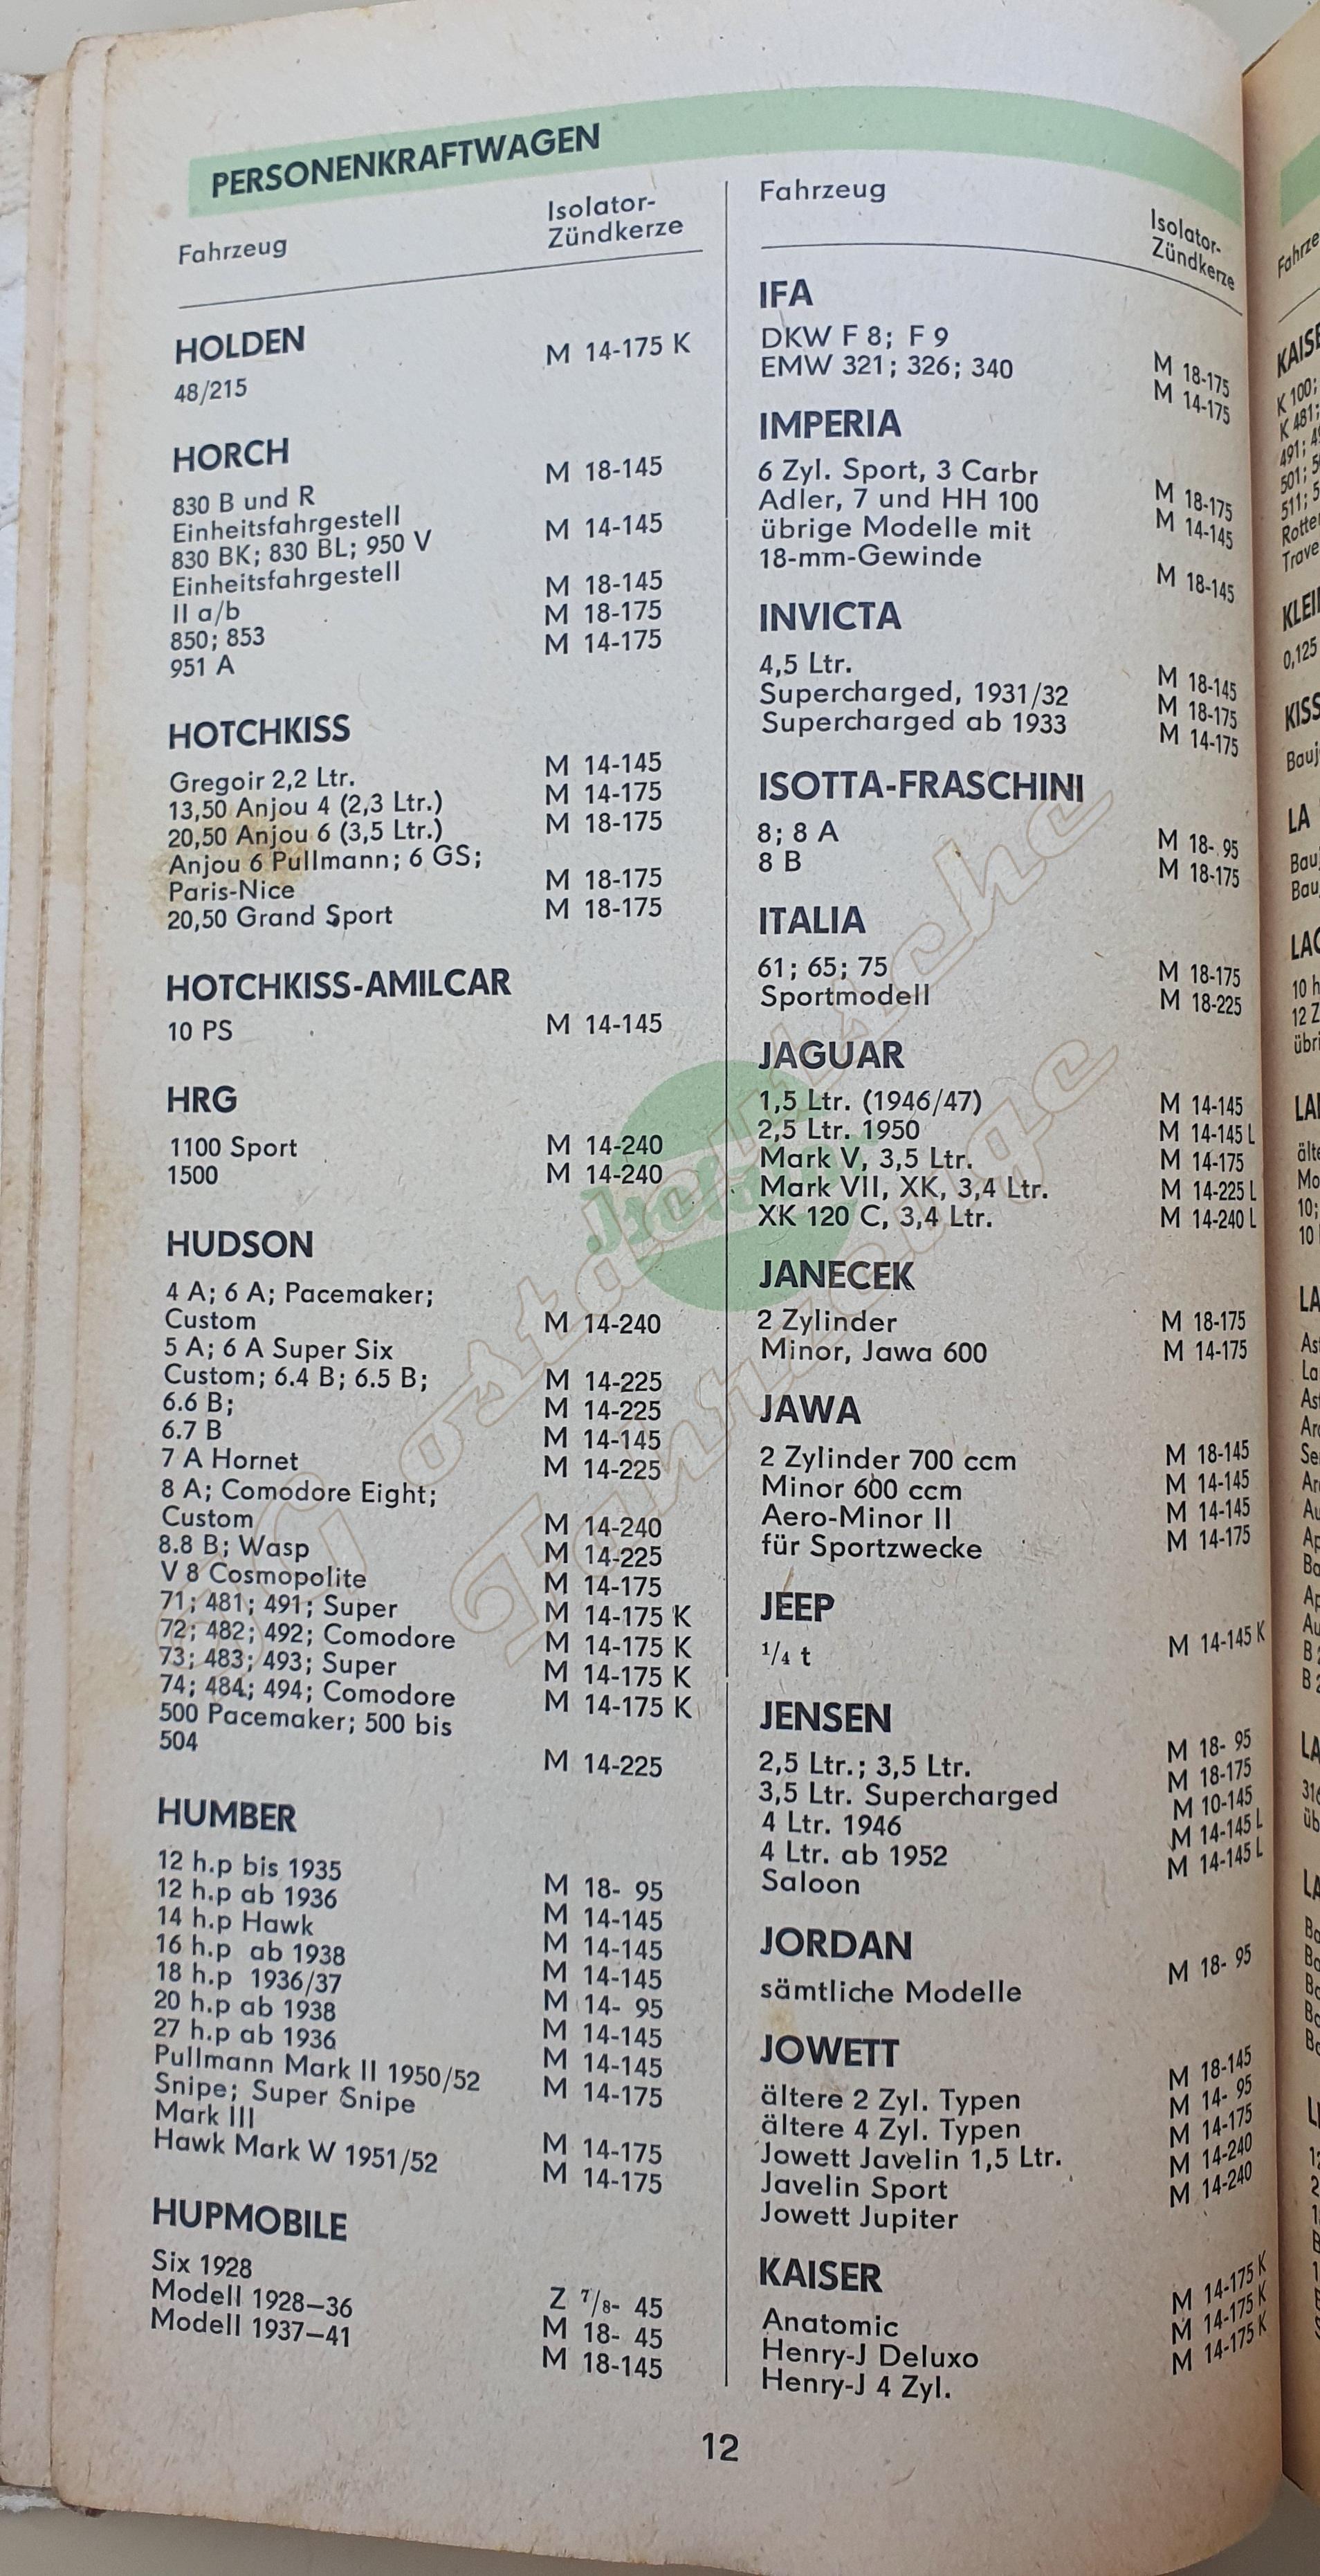 PERSONENKRAFTWAGEN
Fahrzeug
Isolator-
Zündkerze
HOLDEN
48/215 M 14-175 K
HORCH
830 B und R M 18-145
Einheitsfahrgestell
830 BK; 830 BL; 950 V M 14-145
Einheitsfahrgestell
II a/b M 18-145
850; 853 M 18-175
951 A M 14-175
HOTCHKISS
Gregoir 2,2 Ltr. M 14-145
13,50 Anjou 4 (2,3 Ltr.) M 14-175
20,50 Anjou 6 (3,5 Ltr.) M 18-175
Anjou 6 Pullmann; 6 GS;
Paris-Nice M 18-175
20,50 Grand Sport M 18-175
HOTCHKISS-AMILCAR
10 PS M 14-145
HRG
1100 Sport M 14-240
1500 M 14-240
HUDSON
4 A; 6 A; Pacemaker;
Custom M 14-240
5 A; 6 A Super Six
Custom; 6.4 B; 6.5 B; M 14-225
6.6 B; M 14-225
6.7 B M 14-145
7 A Hornet M 14-225
8 A; Comodore Eight;
Custom M 14-240
8.8 B; Wasp M 14-225
V 8 Cosmopolite M 14-175
71; 481; 491; Super M 14-175 K
72; 482; 492; Comodore M 14-175 K
73; 483; 493; Super M 14-175 K
74; 484; 494; Comodore M 14-175 K
500 Pacemaker; 500 bis
504 M 14-225
HUMBER
12 h.p bis 1935 M 18- 95
12 h.p ab 1936 M 14-145
14 h.p Hawk M 14-145
16 h.p ab 1938 M 14-145
18 h.p 1936/37 M 14- 95
20 h.p ab 1938 M 14-145
27 h.p ab 1936 M 14-145
Pullmann Mark II 1950/52 M 14-175
Snipe; Super Snipe
Mark III M 14-175
Hawk Mark W 1951/52 M 14-175
HUPMOBILE
Six 1928 Z 7/8- 45
Modell 1928–36 M 18- 45
Modell 1937–41 M 18-145
Fahrzeug
Isolator-
Zündkerze
IFA
DKW F 8; F 9 M 18-175
EMW 321; 326; 340 M 14-175
IMPERIA
6 Zyl. Sport, 3 Carbr M 18-175
Adler, 7 und HH 100 M 14-145
übrige Modelle mit
18-mm-Gewinde M 18-145
INVICTA
4,5 Ltr. M 18-145
Supercharged, 1931/32 M 18-175
Supercharged ab 1933 M 14-175
ISOTTA-FRASCHINI
8; 8 A M 18- 95
8 B M 18-175
ITALIA
61; 65; 75 M 18-175
Sportmodell M 18-225
JAGUAR
1,5 Ltr. (1946/47) M 14-145
2,5 Ltr. 1950 M 14-145 L
Mark V, 3,5 Ltr. M 14-175
Mark VII, XK, 3,4 Ltr. M 14-225 L
XK 120 C, 3,4 Ltr. M 14-240 L
JANECEK
2 Zylinder M 18-175
Minor, Jawa 600 M 14-175
JAWA
2 Zylinder 700 ccm M 18-145
Minor 600 ccm M 14-145
Aero-Minor II M 14-145
für Sportzwecke M 14-175
JEEP
1/4 t M 14-145 K
JENSEN
2,5 Ltr.; 3,5 Ltr. M 18- 95
3,5 Ltr. Supercharged M 18-175
4 Ltr. 1946 M 10-145
4 Ltr. ab 1952 M 14-145 L
Saloon M 14-145 L
JORDAN
sämtliche Modelle M 18- 95
JOWETT
ältere 2 Zyl. Typen M 18-145
ältere 4 Zyl. Typen M 14- 95
Jowett Javelin 1,5 Ltr. M 14-175
Javelin Sport M 14-240
Jowett Jupiter M 14-240
KAISER
Anatomic M 14-175 K
Henry-J Deluxo M 14-175 K
Henry-J 4 Zyl. M 14-175 K
12
Isolator
IG ostdeutsche
Fahrzeuge
K 100;
K 481;
0,125